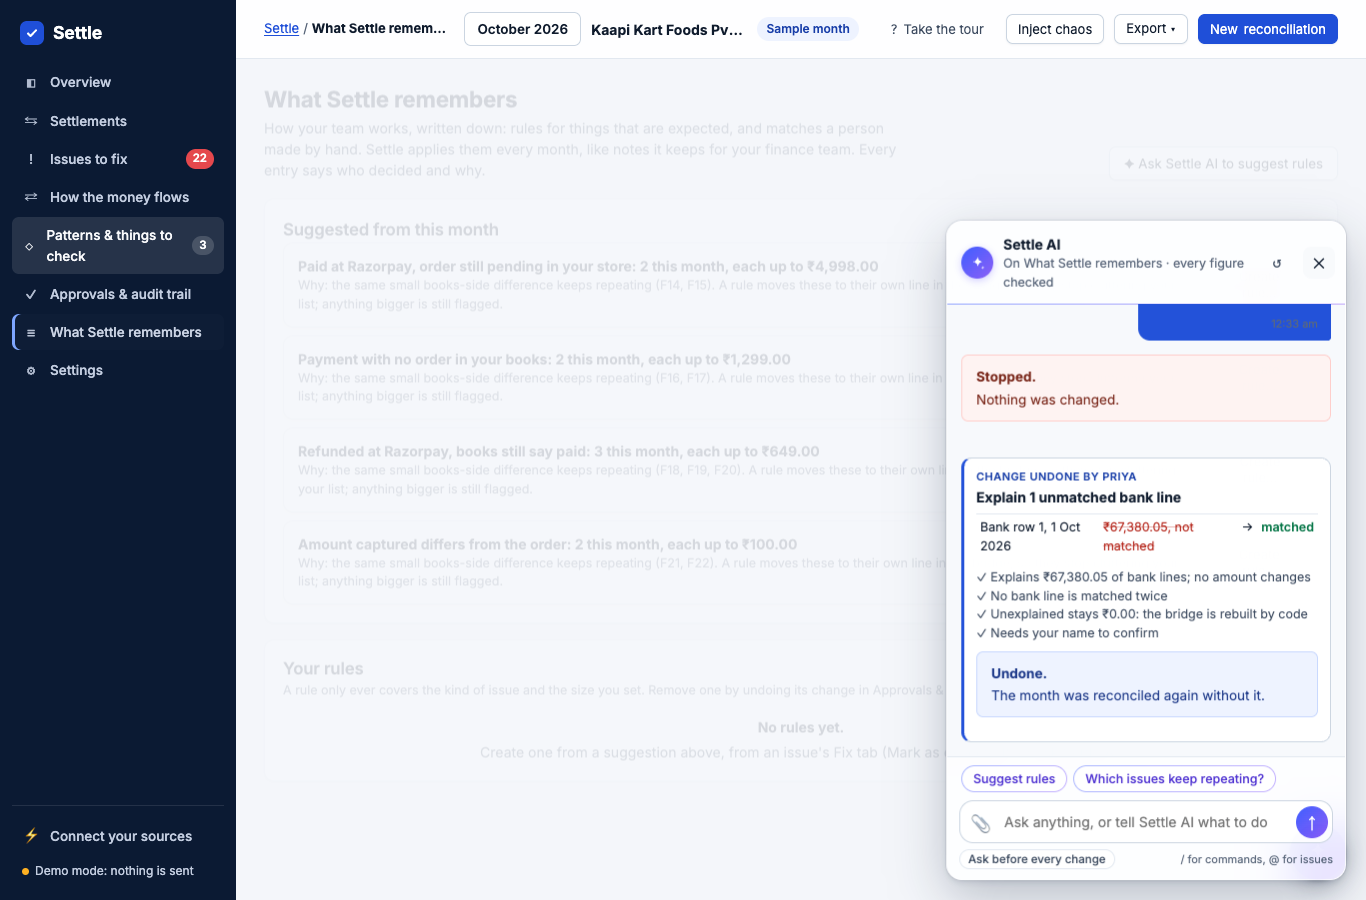 Settle
Overview
Settlements
Issues to fix
22
How the money flows
Patterns & things to
check
3
Approvals & audit trail
What Settle remembers
Settings
Connect your sources
Demo mode: nothing is sent
Settle / What Settle remem...
October 2026
Kaapi Kart Foods Pv...
Sample month
? Take the tour
Inject chaos
Export
New reconciliation
What Settle remembers
How your team works, written down: rules for things that are expected, and matches a person
made by hand. Settle applies them every month, like notes it keeps for your finance team. Every
entry says who decided and why.
Ask Settle AI to suggest rules
Suggested from this month
Paid at Razorpay, order still pending in your store: 2 this month, each up to ₹4,998.00
Why: the same small books-side difference keeps repeating (F14, F15). A rule moves these to their own line in
list; anything bigger is still flagged.
Payment with no order in your books: 2 this month, each up to ₹1,299.00
Why: the same small books-side difference keeps repeating (F16, F17). A rule moves these to their own line in
list; anything bigger is still flagged.
Refunded at Razorpay, books still say paid: 3 this month, each up to ₹649.00
Why: the same small books-side difference keeps repeating (F18, F19, F20). A rule moves these to their own li
your list; anything bigger is still flagged.
Amount captured differs from the order: 2 this month, each up to ₹100.00
Why: the same small books-side difference keeps repeating (F21, F22). A rule moves these to their own line in
list; anything bigger is still flagged.
Your rules
A rule only ever covers the kind of issue and the size you set. Remove one by undoing its change in Approvals &
No rules yet.
Create one from a suggestion above, from an issue's Fix tab (Mark as
Settle AI
On What Settle remembers · every figure
checked
12:33 am
Stopped.
Nothing was changed.
CHANGE UNDONE BY PRIYA
Explain 1 unmatched bank line
Bank row 1, 1 Oct
2026
₹67,380.05, not
matched
→ matched
✓ Explains ₹67,380.05 of bank lines; no amount changes
✓ No bank line is matched twice
✓ Unexplained stays ₹0.00: the bridge is rebuilt by code
✓ Needs your name to confirm
Undone.
The month was reconciled again without it.
Suggest rules
Which issues keep repeating?
Ask anything, or tell Settle AI what to do
Ask before every change
/ for commands, @ for issues